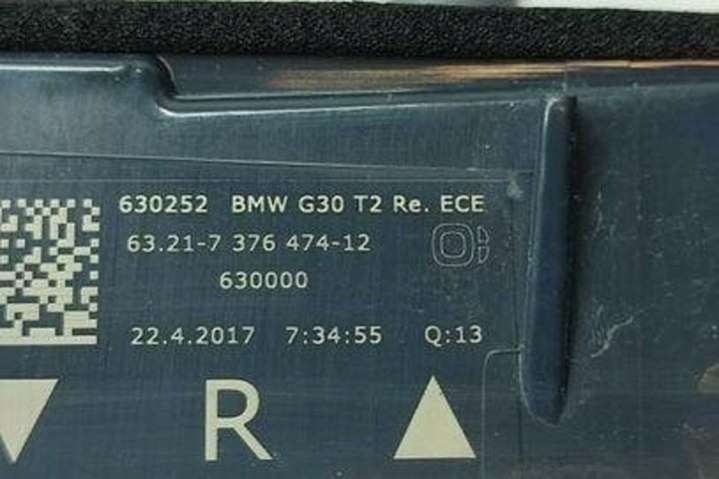 630252 BMW G30 T2 Re. ECE
63.21-7 376 474-12
630000
22.4.2017 7:34:55 Q:13
R